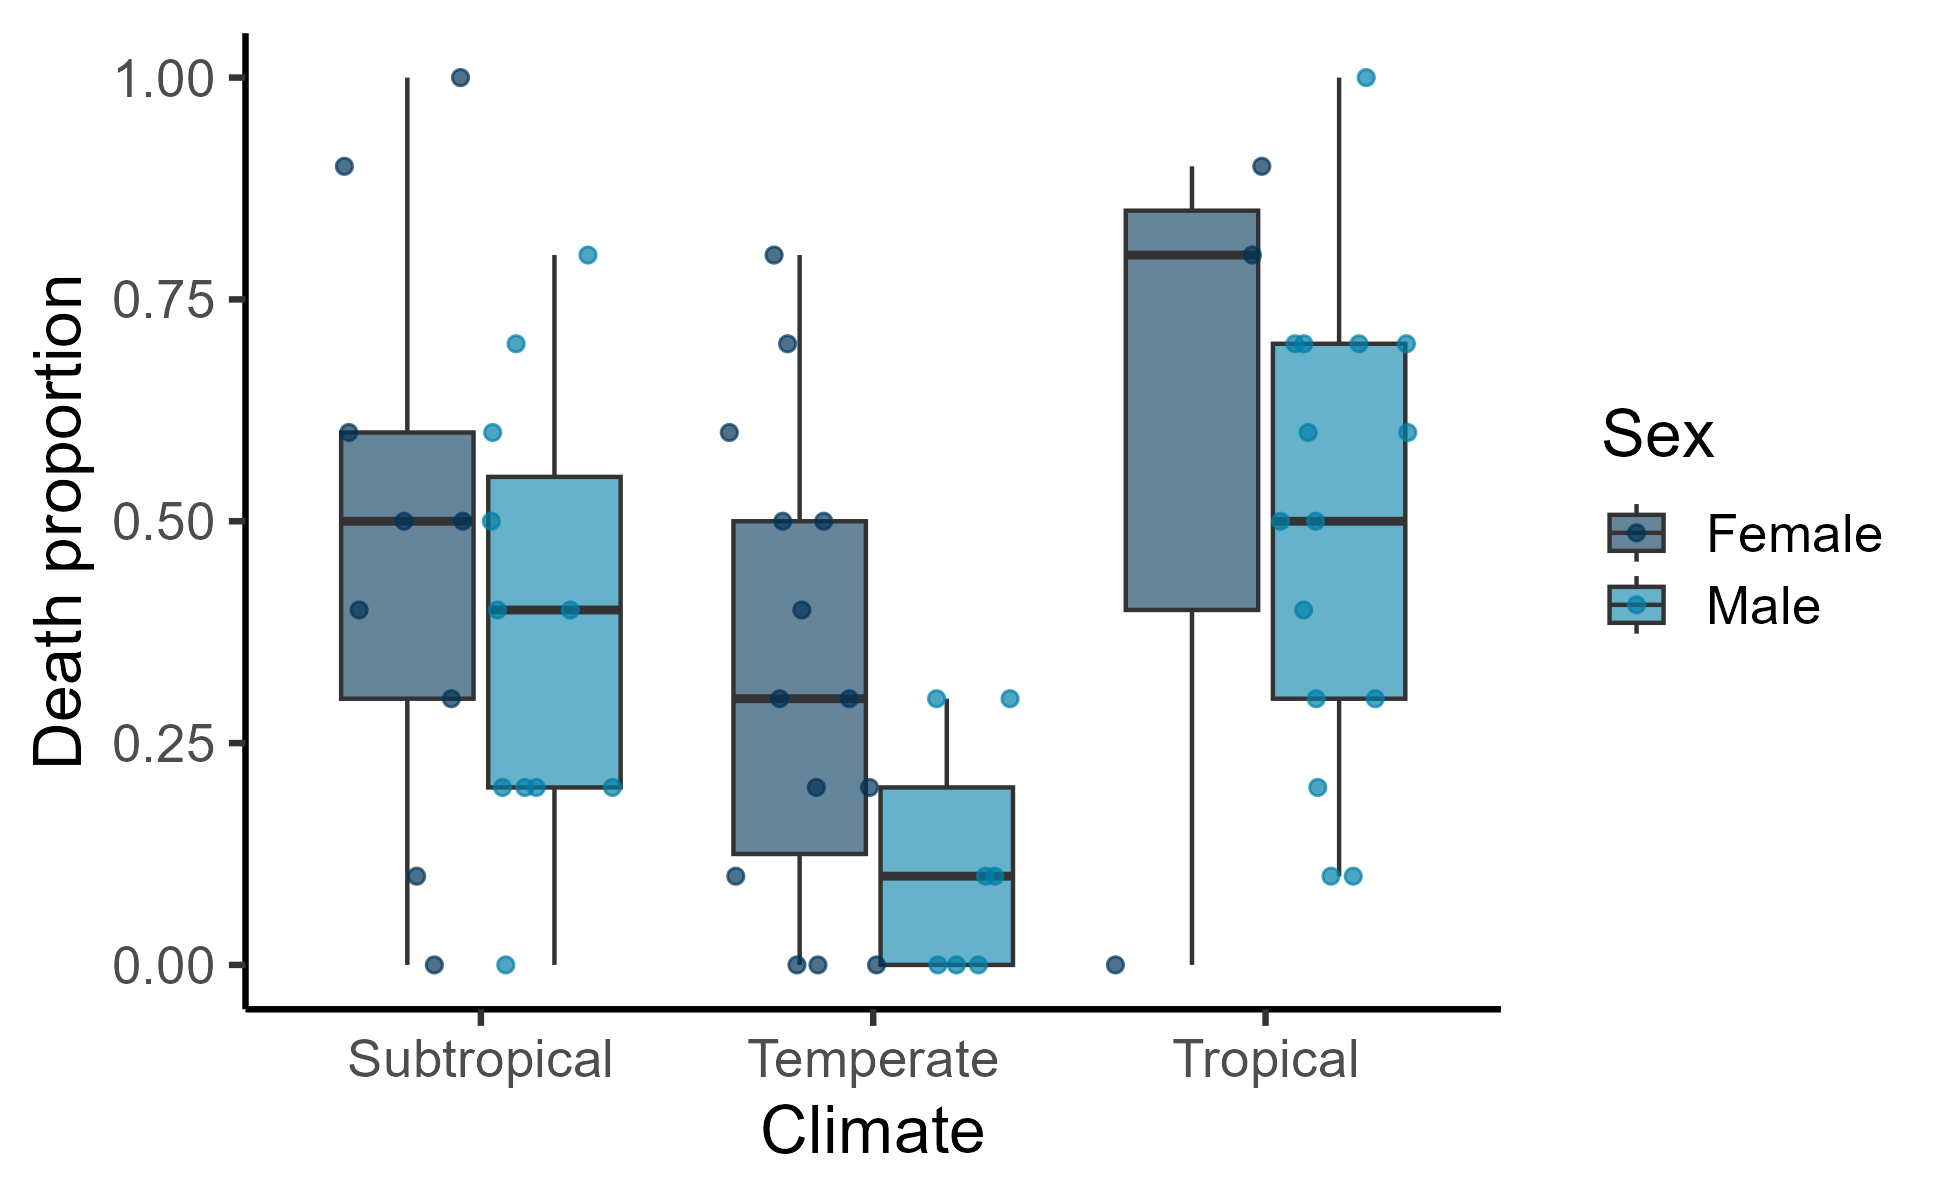 Death proportion
1.00
0.75
0.50
0.25
0.00
Subtropical
Temperate
Tropical
Climate
Sex
Female
Male